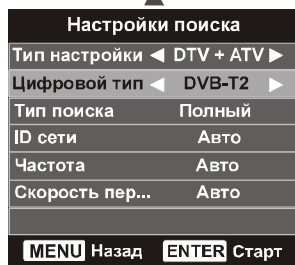 Настройки поиска
Тип настройки ◀ DTV + ATV ▶
Цифровой тип ◀ DVB-T2 ▶
Тип поиска Полный
ID сети Авто
Частота Авто
Скорость пер... Авто
MENU Назад ENTER Старт